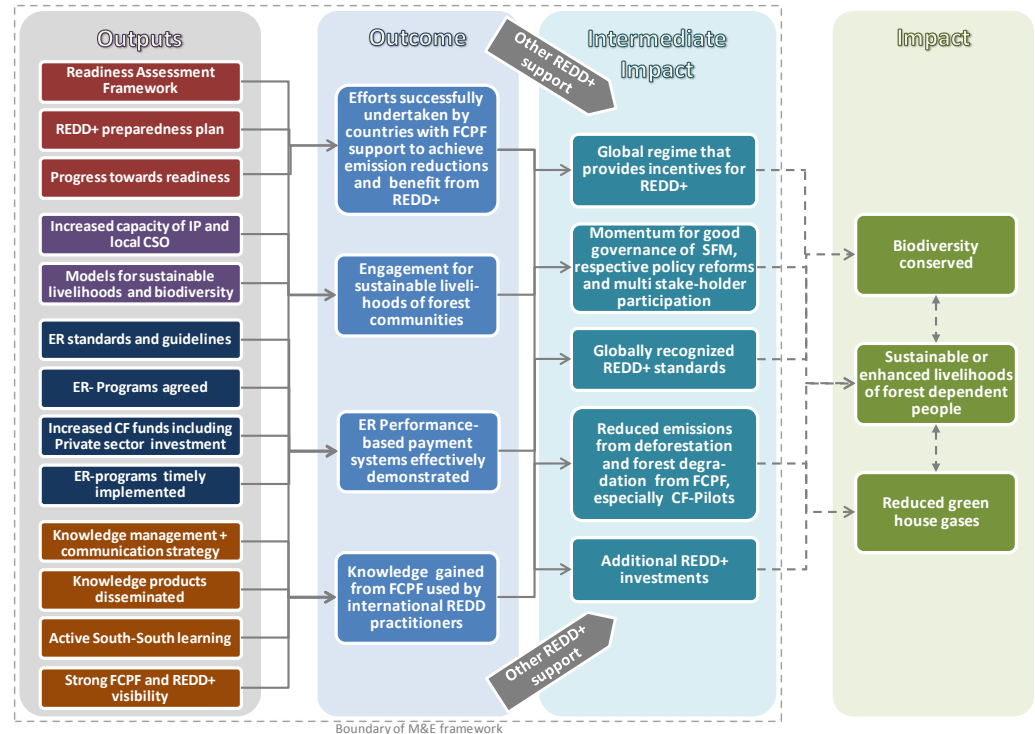 Outputs
Readiness Assessment
Framework
REDD+ preparedness plan
Progress towards readiness
Increased capacity of IP and
local CSO
Models for sustainable
livelihoods and biodiversity
ER standards and guidelines
ER- Programs agreed
Increased CF funds including
Private sector investment
ER-programs timely
implemented
Knowledge management +
communication strategy
Knowledge products
disseminated
Active South-South learning
Strong FCPF and REDD+
visibility
Outcome
Efforts successfully
undertaken by
countries with FCPF
support to achieve
emission reductions
and benefit from
REDD+
Engagement for
sustainable liveli-
hoods of forest
communities
ER Performance-
based payment
systems effectively
demonstrated
Knowledge gained
from FCPF used by
international REDD
practitioners
Other REDD+
support
Intermediate
Impact
Global regime that
provides incentives for
REDD+
Momentum for good
governance of SFM,
respective policy reforms
and multi stake-holder
participation
Globally recognized
REDD+ standards
Reduced emissions
from deforestation
and forest degra-
dation from FCPF,
especially CF-Pilots
Additional REDD+
investments
Other REDD+
support
Impact
Biodiversity
conserved
Sustainable or
enhanced livelihoods
of forest dependent
people
Reduced green
house gases
Boundary of M&E framework